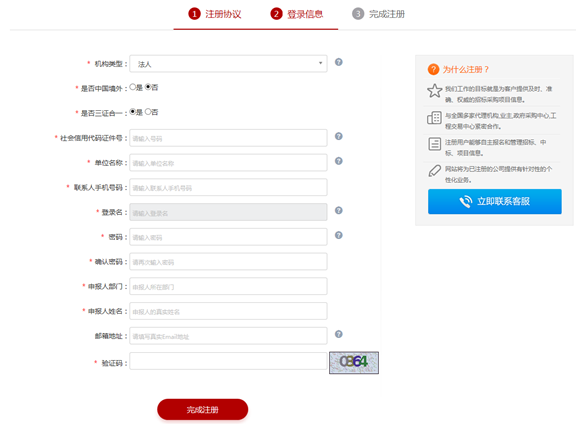 1 注册协议 2 登录信息 3 完成注册
* 机构类型： 法人 ?
* 是否中国境外： 是 否
* 是否三证合一： 是 否
* 社会信用代码证件号： 请输入号码 ?
* 单位名称： 请输入单位名称 ?
* 联系人手机号码： 请输入联系人手机号码
* 登录名： 请输入登录名 ?
* 密码： 请输入密码 ?
* 确认密码： 请再次输入密码
* 申报人部门： 申报人所在部门
* 申报人姓名： 申报人的真实姓名
邮箱地址： 请填写真实Email地址 ?
* 验证码： 0864
完成注册
? 为什么注册？
我们工作的目标就是为客户提供及时、准
确、权威的招标采购项目信息。
与全国多家代理机构,业主,政府采购中心,工
程交易中心紧密合作。
注册用户能够自主报名和管理招标、中
标、项目信息。
网站将为已注册的公司提供有针对性的个
性化业务。
立即联系客服